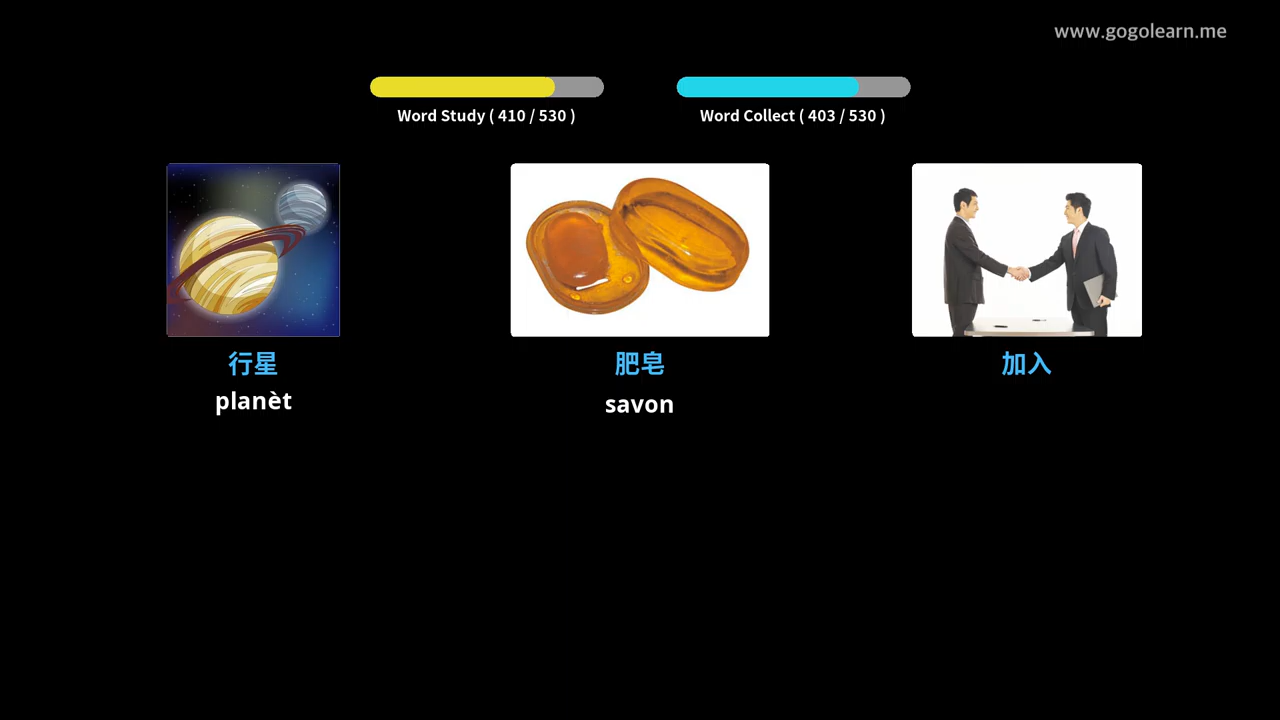 www.gogolearn.me
Word Study ( 410 / 530 )
Word Collect ( 403 / 530 )
行星
肥皂
加入
planèt
savon